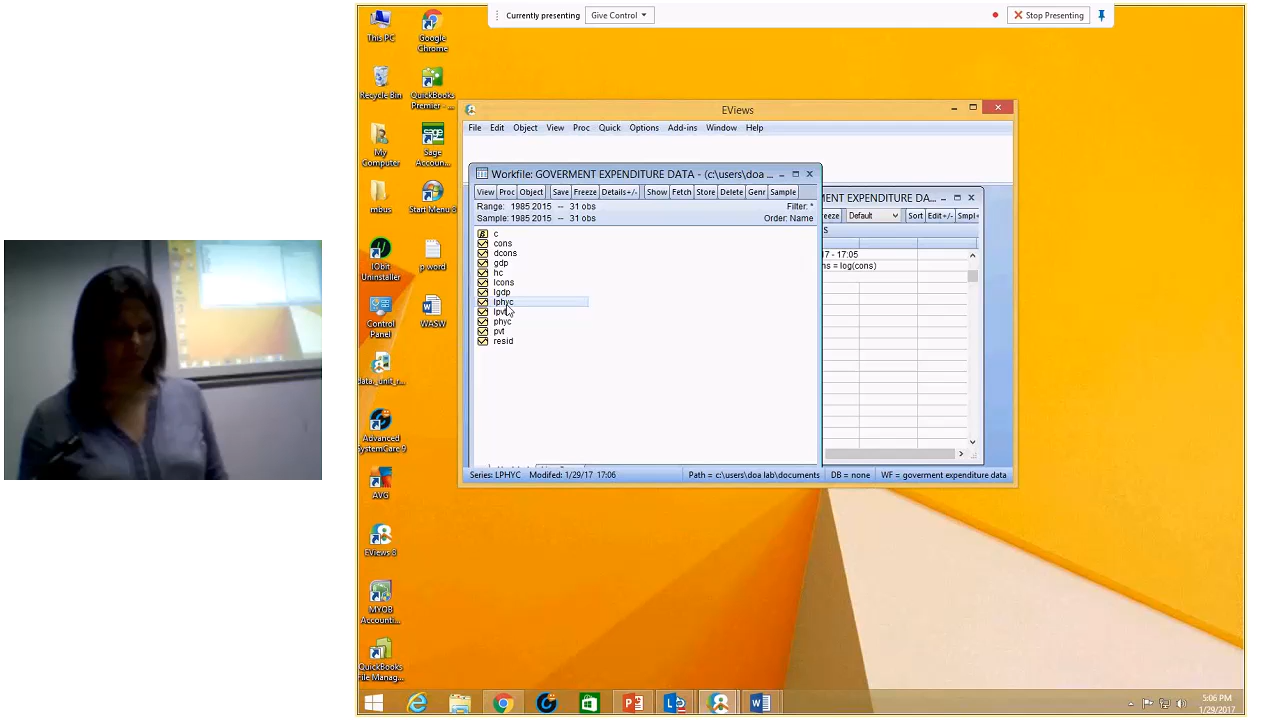 Currently presenting Give Control
Stop Presenting
This PC
Google Chrome
Recycle Bin
QuickBooks Premier - ...
My Computer
Sage Accoun...
mbus
Start Menu 8
IObit Uninstaller
p word
Control Panel
WASW
data,_unit_r...
Advanced SystemCare 9
AVG
EViews 8
MYOB Accounti...
QuickBooks File Manag...
EViews
File Edit Object View Proc Quick Options Add-ins Window Help
Workfile: GOVERMENT EXPENDITURE DATA - (c:\users\doa ...
View Proc Object Save Freeze Details+/- Show Fetch Store Delete Genr Sample
Range: 1985 2015 -- 31 obs Filter: *
Sample: 1985 2015 -- 31 obs Order: Name
c
cons
dcons
gdp
hc
lcons
lgdp
lphyc
phyc
pvt
resid
MENT EXPENDITURE DA...
Default Sort Edit+/- Smpl+
17 - 17:05
ns = log(cons)
Series: LPHYC Modifed: 1/29/17 17:06 Path = c:\users\doa lab\documents DB = none WF = goverment expenditure data
5:06 PM
1/29/2017